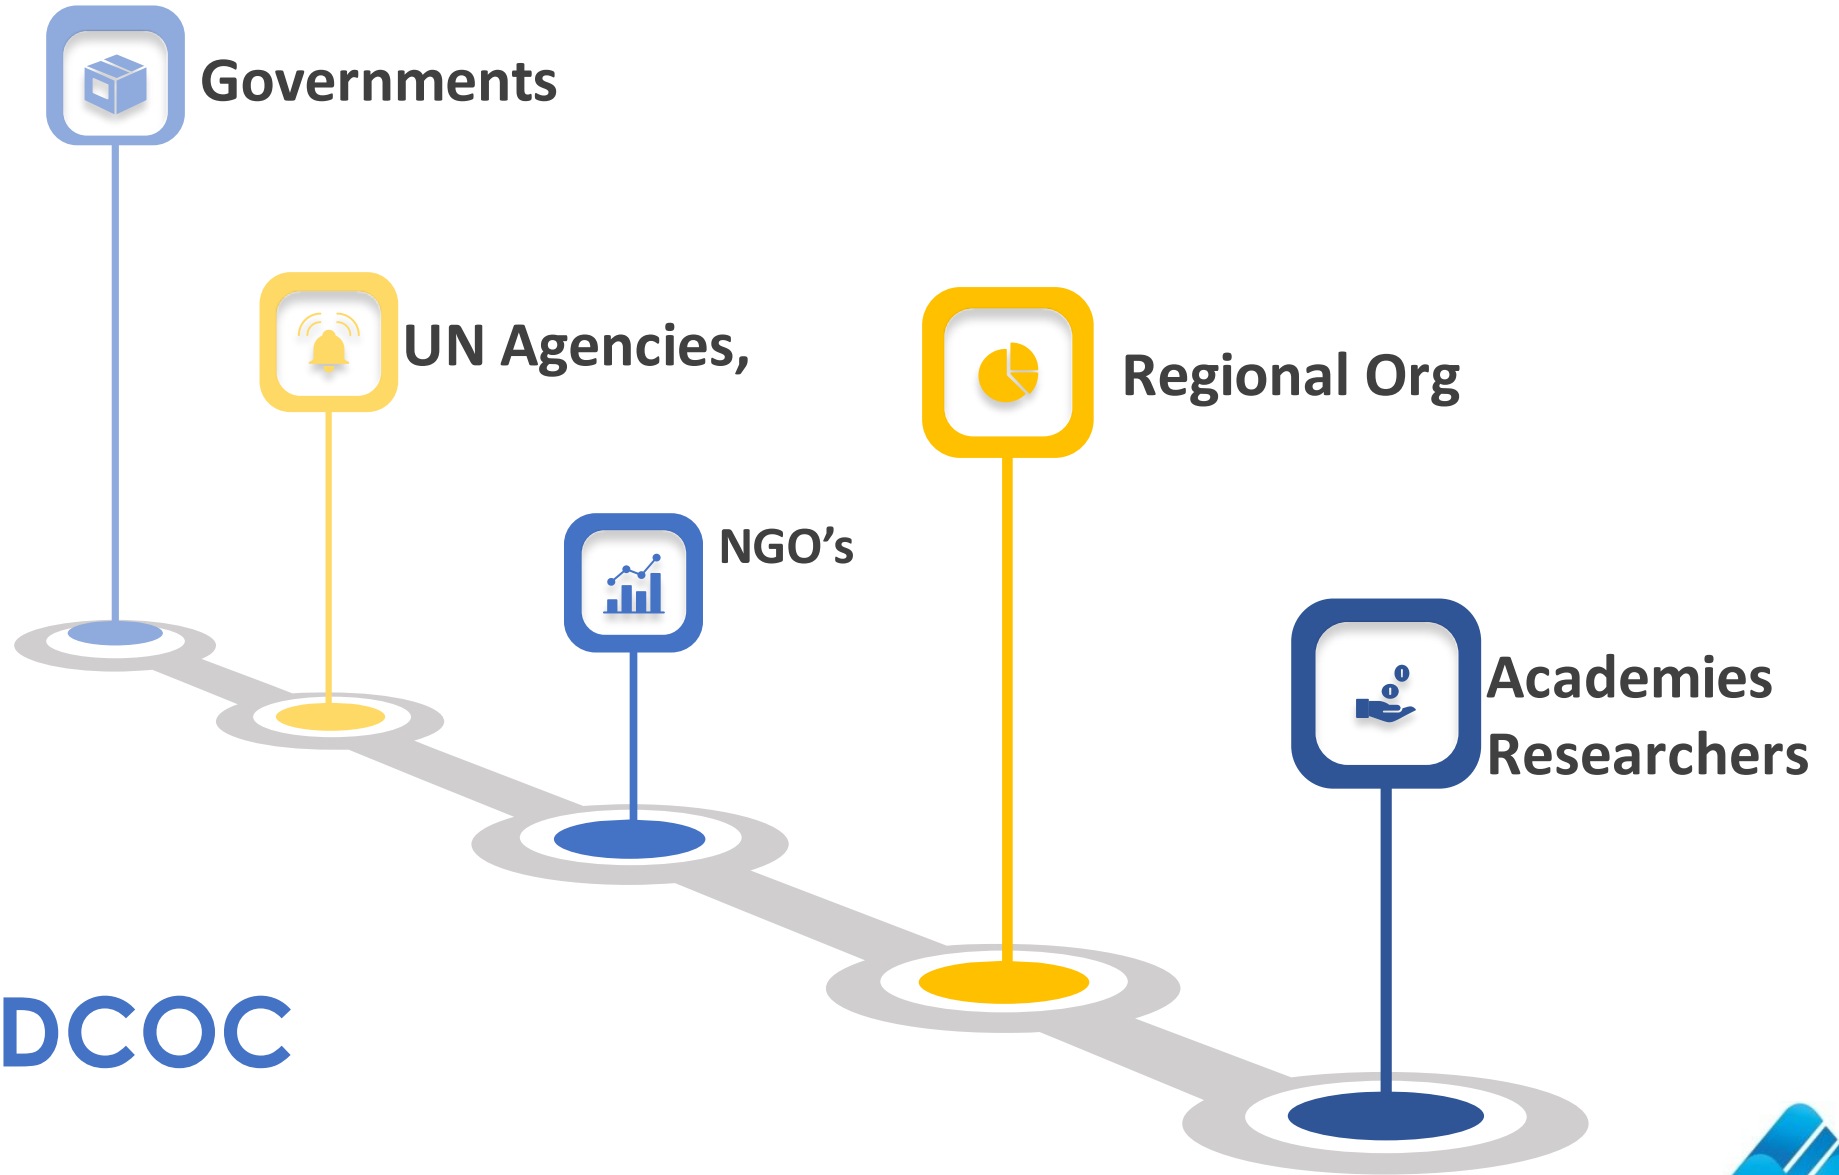 Governments
UN Agencies,
Regional Org
NGO’s
Academies
Researchers
DCOC